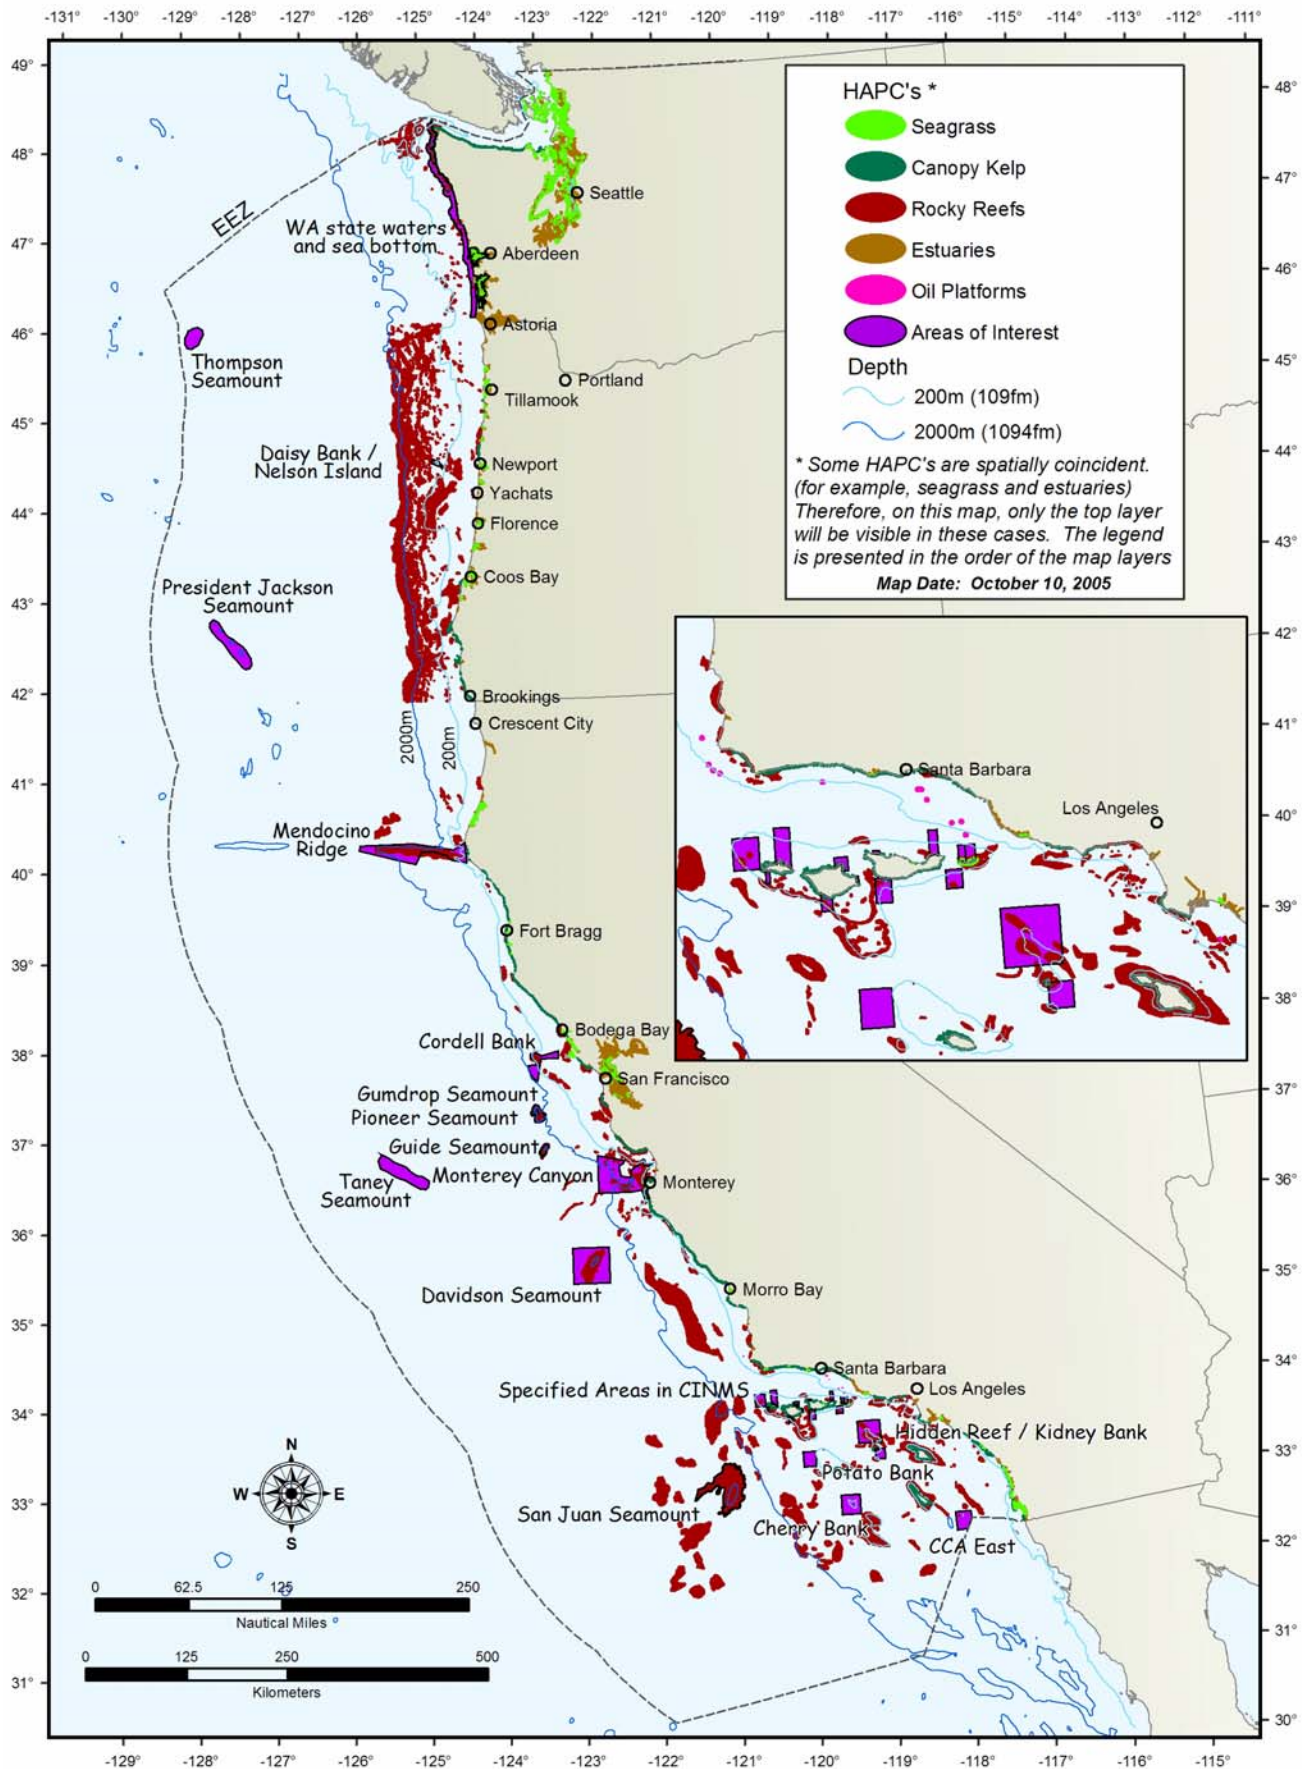 -131° -130° -129° -128° -127° -126° -125° -124° -123° -122° -121° -120° -119° -118° -117° -116° -115° -114° -113° -112° -111°
49°
48°
47°
46°
45°
44°
43°
42°
41°
40°
39°
38°
37°
36°
35°
34°
33°
32°
31°
48°
47°
46°
45°
44°
43°
42°
41°
40°
39°
38°
37°
36°
35°
34°
33°
32°
31°
30°
HAPC's *
Seagrass
Canopy Kelp
Rocky Reefs
Estuaries
Oil Platforms
Areas of Interest
Depth
200m (109fm)
2000m (1094fm)
* Some HAPC's are spatially coincident.
(for example, seagrass and estuaries)
Therefore, on this map, only the top layer
will be visible in these cases. The legend
is presented in the order of the map layers
Map Date: October 10, 2005
EEZ
Seattle
WA state waters
and sea bottom
Aberdeen
Astoria
Thompson
Seamount
Portland
Tillamook
Daisy Bank /
Nelson Island
Newport
Yachats
Florence
Coos Bay
President Jackson
Seamount
Brookings
Crescent City
2000m
200m
Mendocino
Ridge
Fort Bragg
Santa Barbara
Los Angeles
Bodega Bay
Cordell Bank
San Francisco
Gumdrop Seamount
Pioneer Seamount
Guide Seamount
Monterey Canyon
Monterey
Taney
Seamount
Davidson Seamount
Morro Bay
Santa Barbara
Specified Areas in CINMS
Los Angeles
Hidden Reef / Kidney Bank
Potato Bank
San Juan Seamount
Cherry Bank
CCA East
N
W E
S
0 62.5 125 250
Nautical Miles
0 125 250 500
Kilometers
-129° -128° -127° -126° -125° -124° -123° -122° -121° -120° -119° -118° -117° -116° -115°